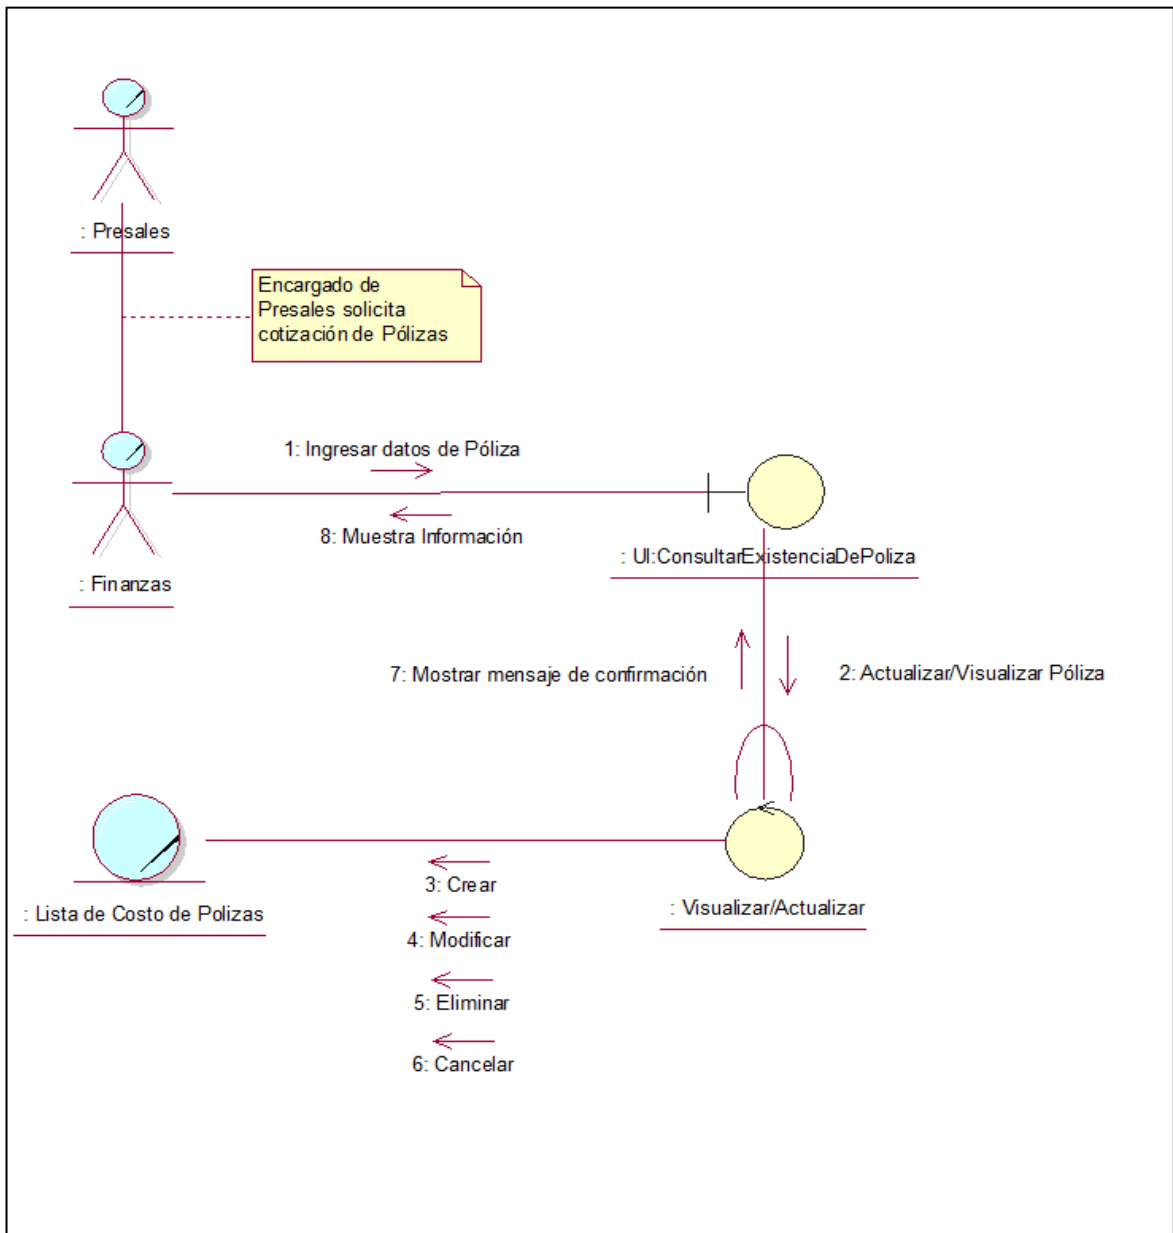 : Presales
Encargado de
Presales solicita
cotización de Pólizas
1: Ingresar datos de Póliza
8: Muestra Información
: Finanzas
: UI:ConsultarExistenciaDePoliza
7: Mostrar mensaje de confirmación
2: Actualizar/Visualizar Póliza
: Lista de Costo de Polizas
: Visualizar/Actualizar
3: Crear
4: Modificar
5: Eliminar
6: Cancelar